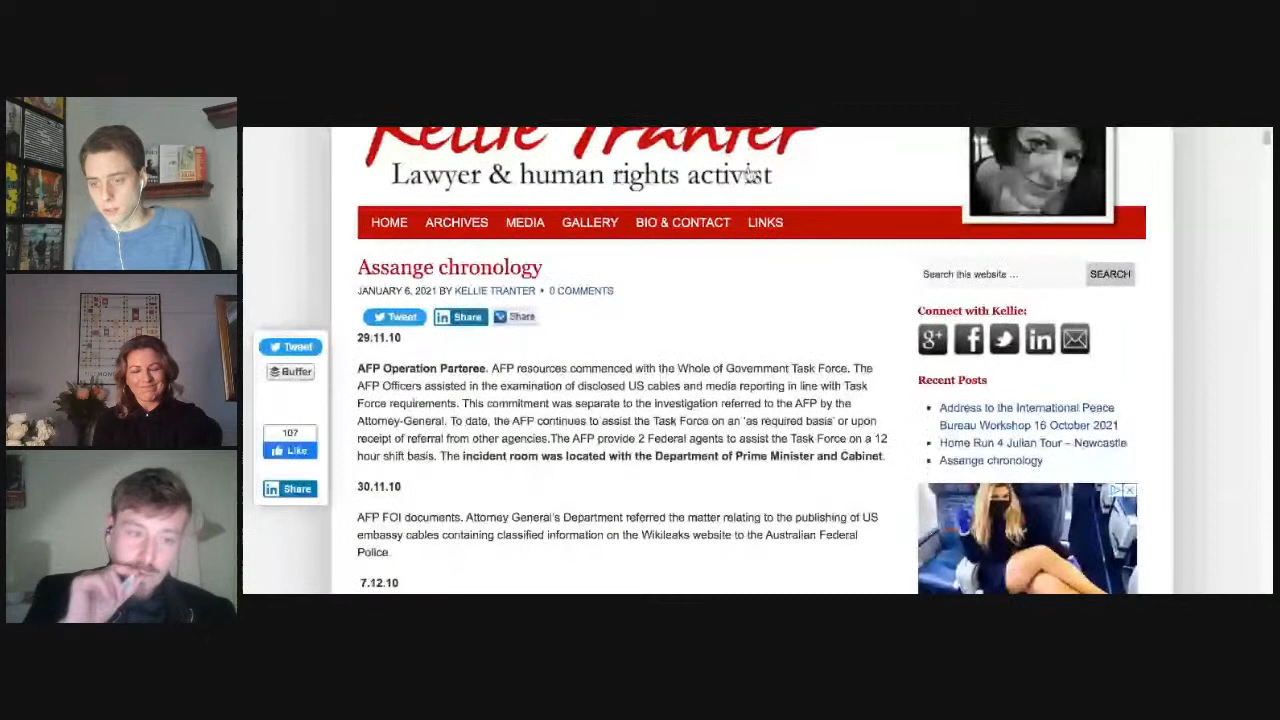 Kellie Tranter
Lawyer & human rights activist
HOME ARCHIVES MEDIA GALLERY BIO & CONTACT LINKS
Assange chronology
JANUARY 6, 2021 BY KELLIE TRANTER • 0 COMMENTS
Tweet Share Share
29.11.10
AFP Operation Parteree. AFP resources commenced with the Whole of Government Task Force. The
AFP Officers assisted in the examination of disclosed US cables and media reporting in line with Task
Force requirements. This commitment was separate to the investigation referred to the AFP by the
Attorney-General. To date, the AFP continues to assist the Task Force on an 'as required basis' or upon
receipt of referral from other agencies.The AFP provide 2 Federal agents to assist the Task Force on a 12
hour shift basis. The incident room was located with the Department of Prime Minister and Cabinet.
30.11.10
AFP FOI documents. Attorney General's Department referred the matter relating to the publishing of US
embassy cables containing classified information on the Wikileaks website to the Australian Federal
Police.
7.12.10
Tweet
Buffer
107
Like
Share
Search this website ... SEARCH
Connect with Kellie:
Recent Posts
Address to the International Peace
Bureau Workshop 16 October 2021
Home Run 4 Julian Tour – Newcastle
Assange chronology